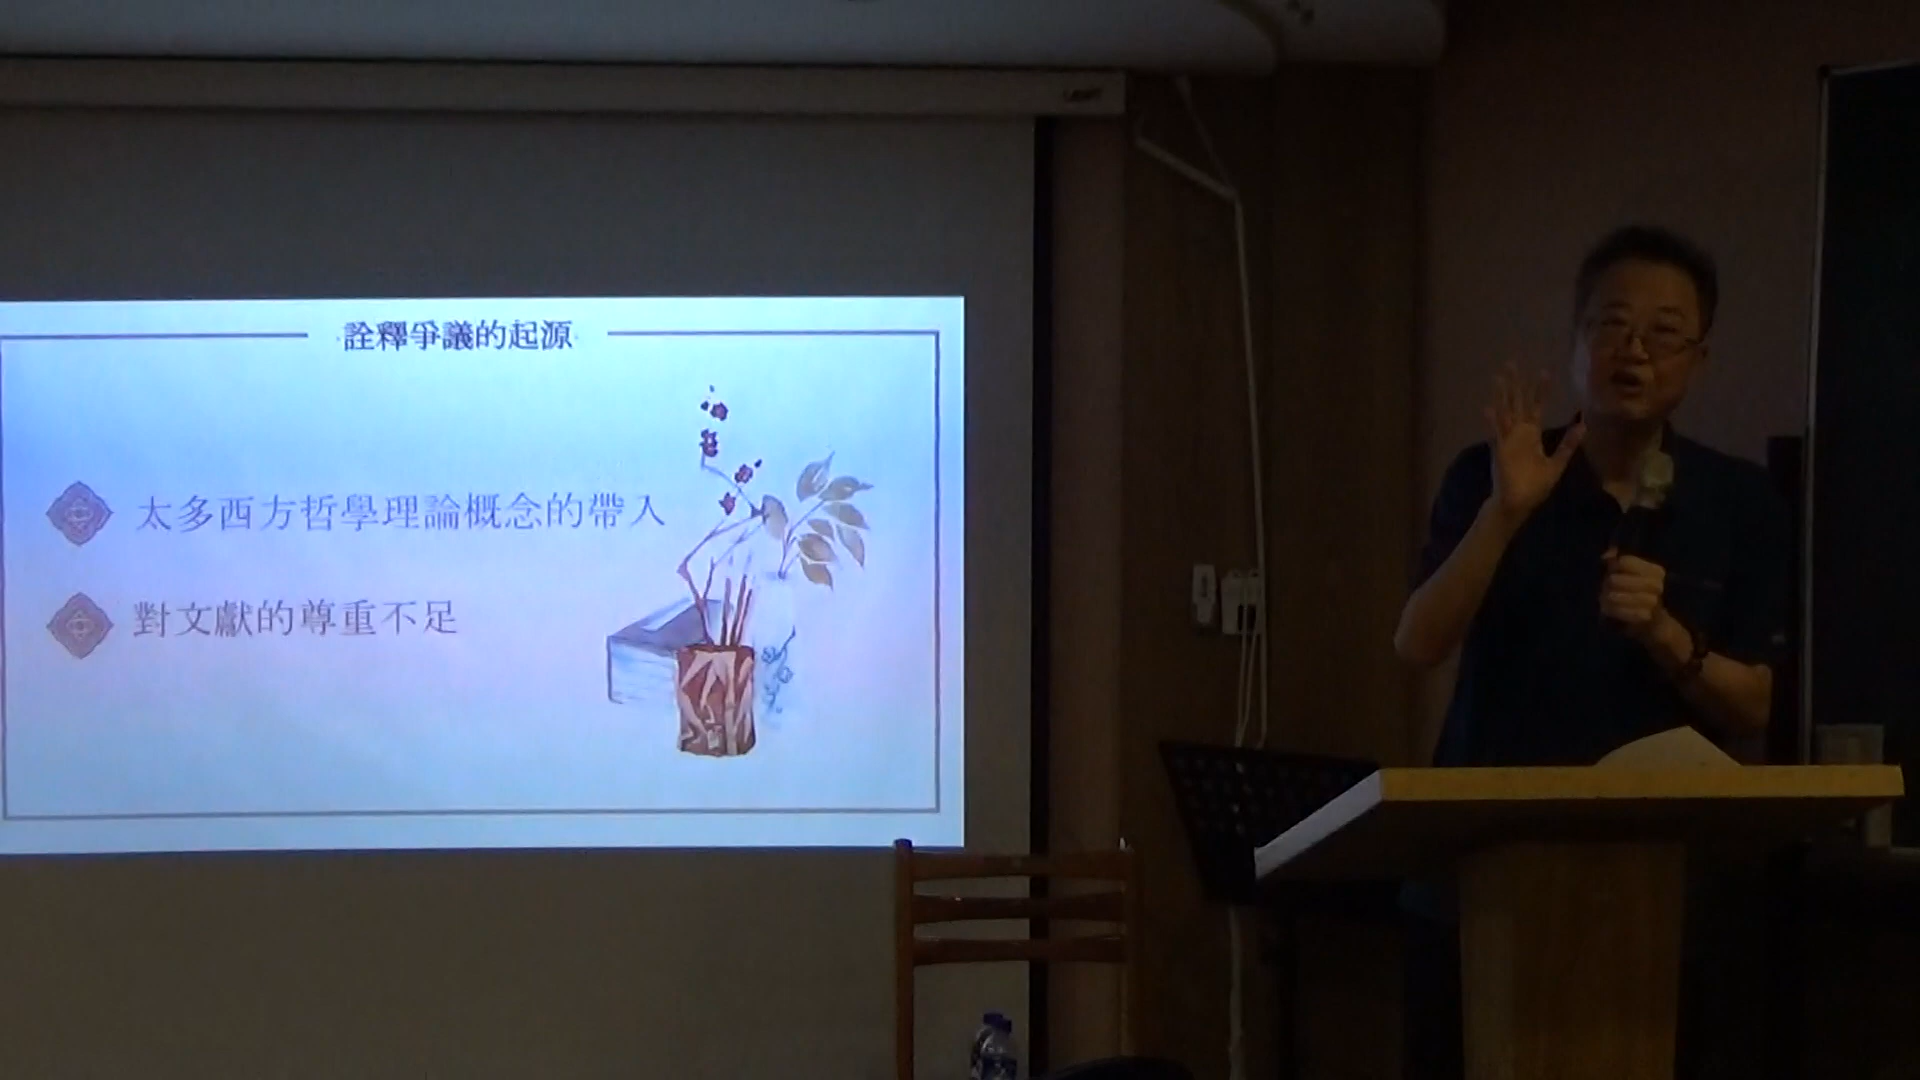 詮釋爭議的起源
太多西方哲學理論概念的帶入
對文獻的尊重不足